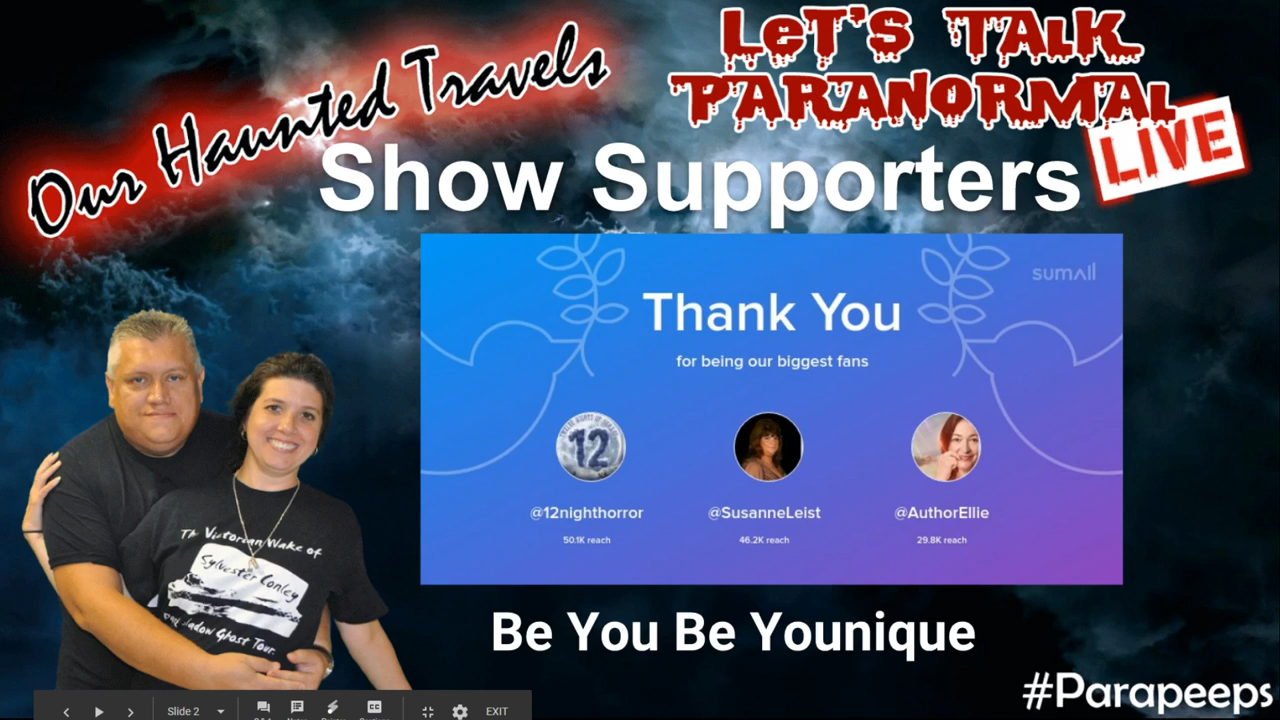 Our Haunted Travels
LeT'S TALK
PARANORMAL
LIVE
Show Supporters
sumall
Thank You
for being our biggest fans
12
@12nighthorror
@SusanneLeist
@AuthorEllie
50.1K reach
46.2K reach
29.8K reach
The Victorian Wake of
Sylvester Conley
Shadow Ghost Tour
Be You Be Younique
#Parapeeps
Slide 2
EXIT